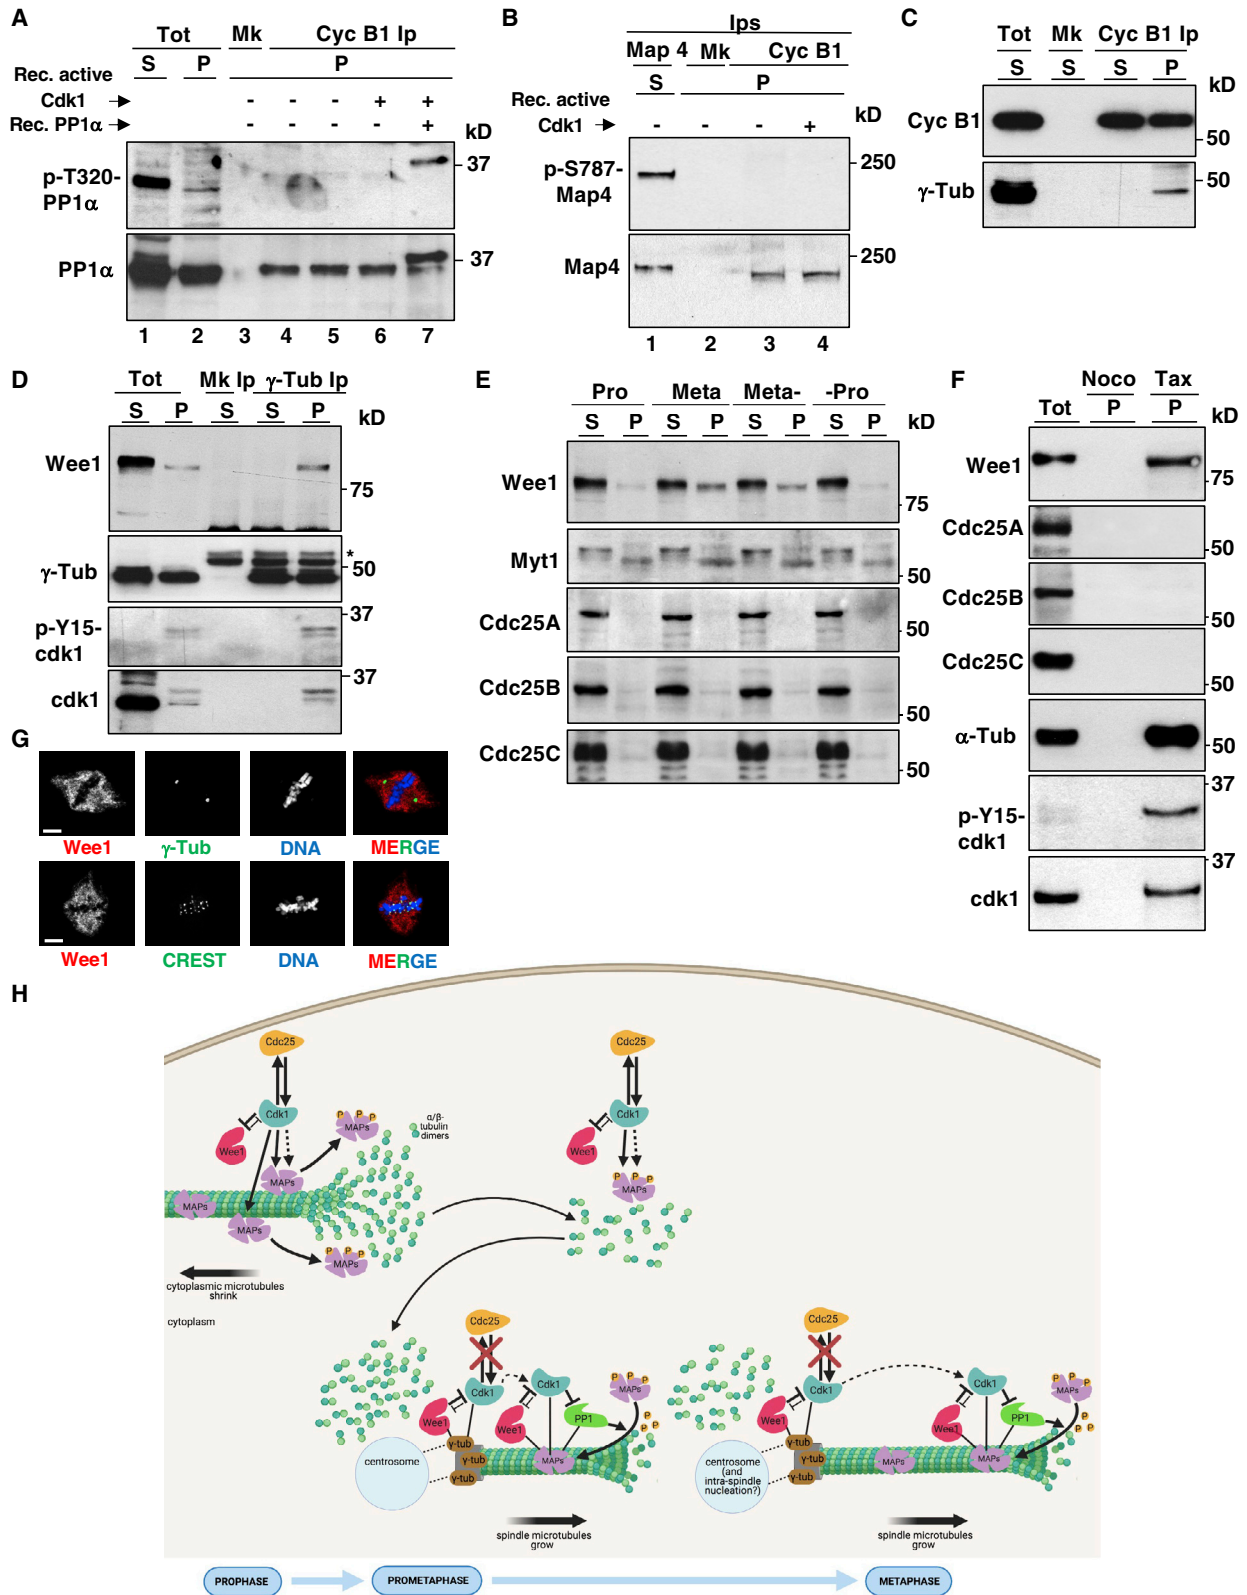 A
Tot Mk Cyc B1 Ip
S P P
Rec. active
Cdk1 - - - + +
Rec. PP1α - - - - +
kD
p-T320-
PP1α
37
PP1α
37
1 2 3 4 5 6 7
B
Ips
Map 4 Mk Cyc B1
S P
Rec. active
Cdk1 - - - +
kD
p-S787-
Map4
250
Map4
250
1 2 3 4
C
Tot Mk Cyc B1 Ip
S S S P
kD
Cyc B1
50
γ-Tub
50
D
Tot Mk Ip γ-Tub Ip
S P S S P
kD
Wee1
75
γ-Tub
*
50
p-Y15-
cdk1
37
cdk1
37
E
Pro Meta Meta- -Pro
S P S P S P S P
kD
Wee1
75
Myt1
50
Cdc25A
50
Cdc25B
50
Cdc25C
50
F
Noco Tax
Tot P P
kD
Wee1
75
Cdc25A
50
Cdc25B
50
Cdc25C
50
α-Tub
50
p-Y15-
cdk1
37
cdk1
37
G
Wee1 γ-Tub DNA MERGE
Wee1 CREST DNA MERGE
H
Cdc25
Cdk1
Wee1
P P P
MAPs
α/β-
tubulin
dimers
MAPs
MAPs
MAPs
P P P
MAPs
cytoplasmic microtubules
shrink
cytoplasm
Cdc25
Cdk1
Wee1
P P P
MAPs
Cdc25
Cdk1
Wee1
Cdk1
Wee1
PP1
P P P
MAPs
P
P
γ-tub
γ-tub
γ-tub
centrosome
MAPs
spindle microtubules
grow
Cdc25
Cdk1
Wee1
Cdk1
Wee1
PP1
P P P
MAPs
P
P
γ-tub
γ-tub
γ-tub
centrosome
(and
intra-spindle
nucleation?)
MAPs
MAPs
spindle microtubules
grow
PROPHASE
PROMETAPHASE
METAPHASE